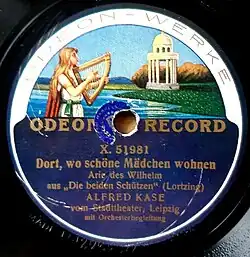 ODEON-WERKE
ODEON RECORD
X. 51981
Dort, wo schöne Mädchen wohnen
Arie des Wilhelm
aus „Die beiden Schützen" (Lortzing)
ALFRED KASE
vom Stadttheater, Leipzig
mit Orchesterbegleitung